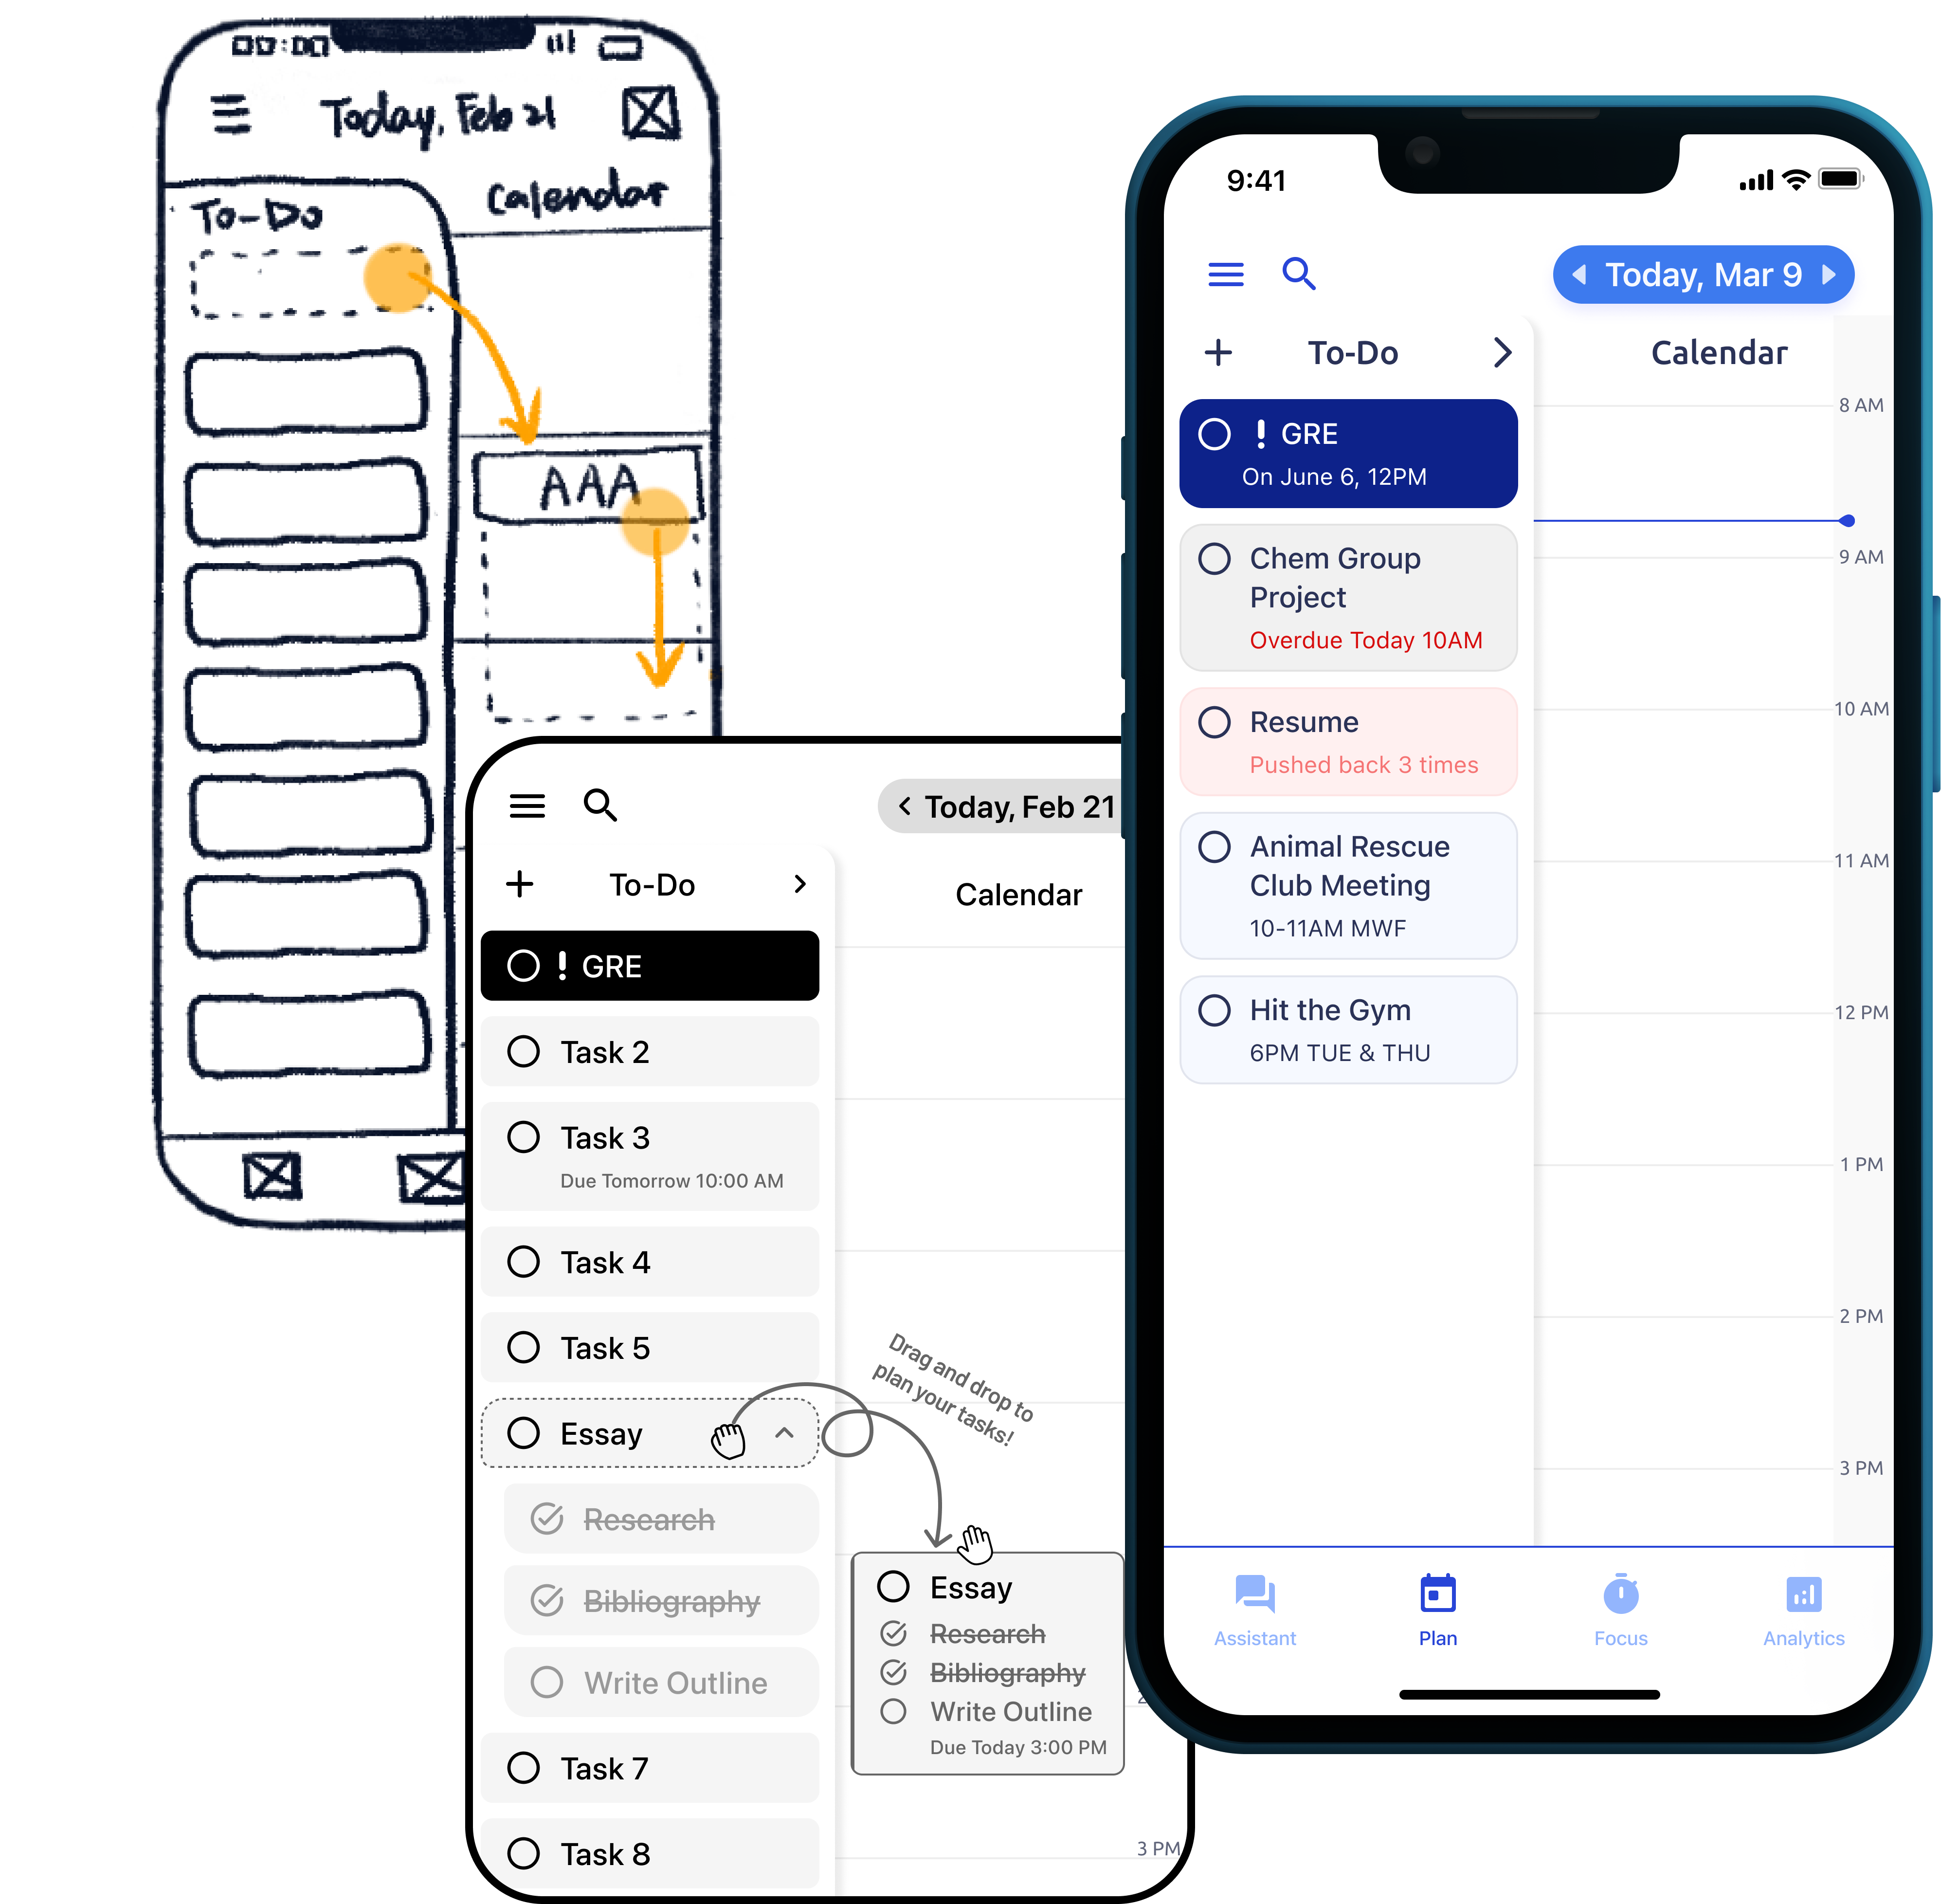 00:00
Today, Feb 21
Calendar
To-Do
AAA
Today, Feb 21
To-Do
Calendar
! GRE
Task 2
Task 3
Due Tomorrow 10:00 AM
Task 4
Task 5
Drag and drop to
plan your tasks!
Essay
Research
Bibliography
Write Outline
Essay
Research
Bibliography
Write Outline
Due Today 3:00 PM
Task 7
Task 8
2
3 PM
9:41
Today, Mar 9
To-Do
Calendar
! GRE
On June 6, 12PM
Chem Group
Project
Overdue Today 10AM
Resume
Pushed back 3 times
Animal Rescue
Club Meeting
10-11AM MWF
Hit the Gym
6PM TUE & THU
8 AM
9 AM
10 AM
11 AM
12 PM
1 PM
2 PM
3 PM
Assistant
Plan
Focus
Analytics